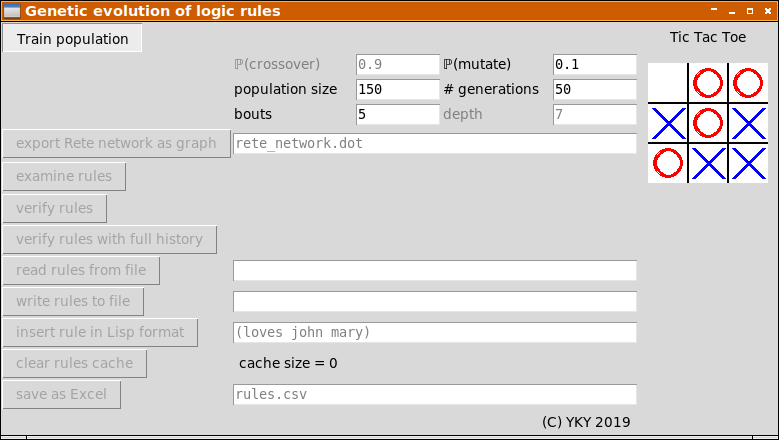 Genetic evolution of logic rules
Train population
Tic Tac Toe
ℙ(crossover) 0.9 ℙ(mutate) 0.1
population size 150 # generations 50
bouts 5 depth 7
export Rete network as graph rete_network.dot
examine rules
verify rules
verify rules with full history
read rules from file
write rules to file
insert rule in Lisp format (loves john mary)
clear rules cache cache size = 0
save as Excel rules.csv
(C) YKY 2019